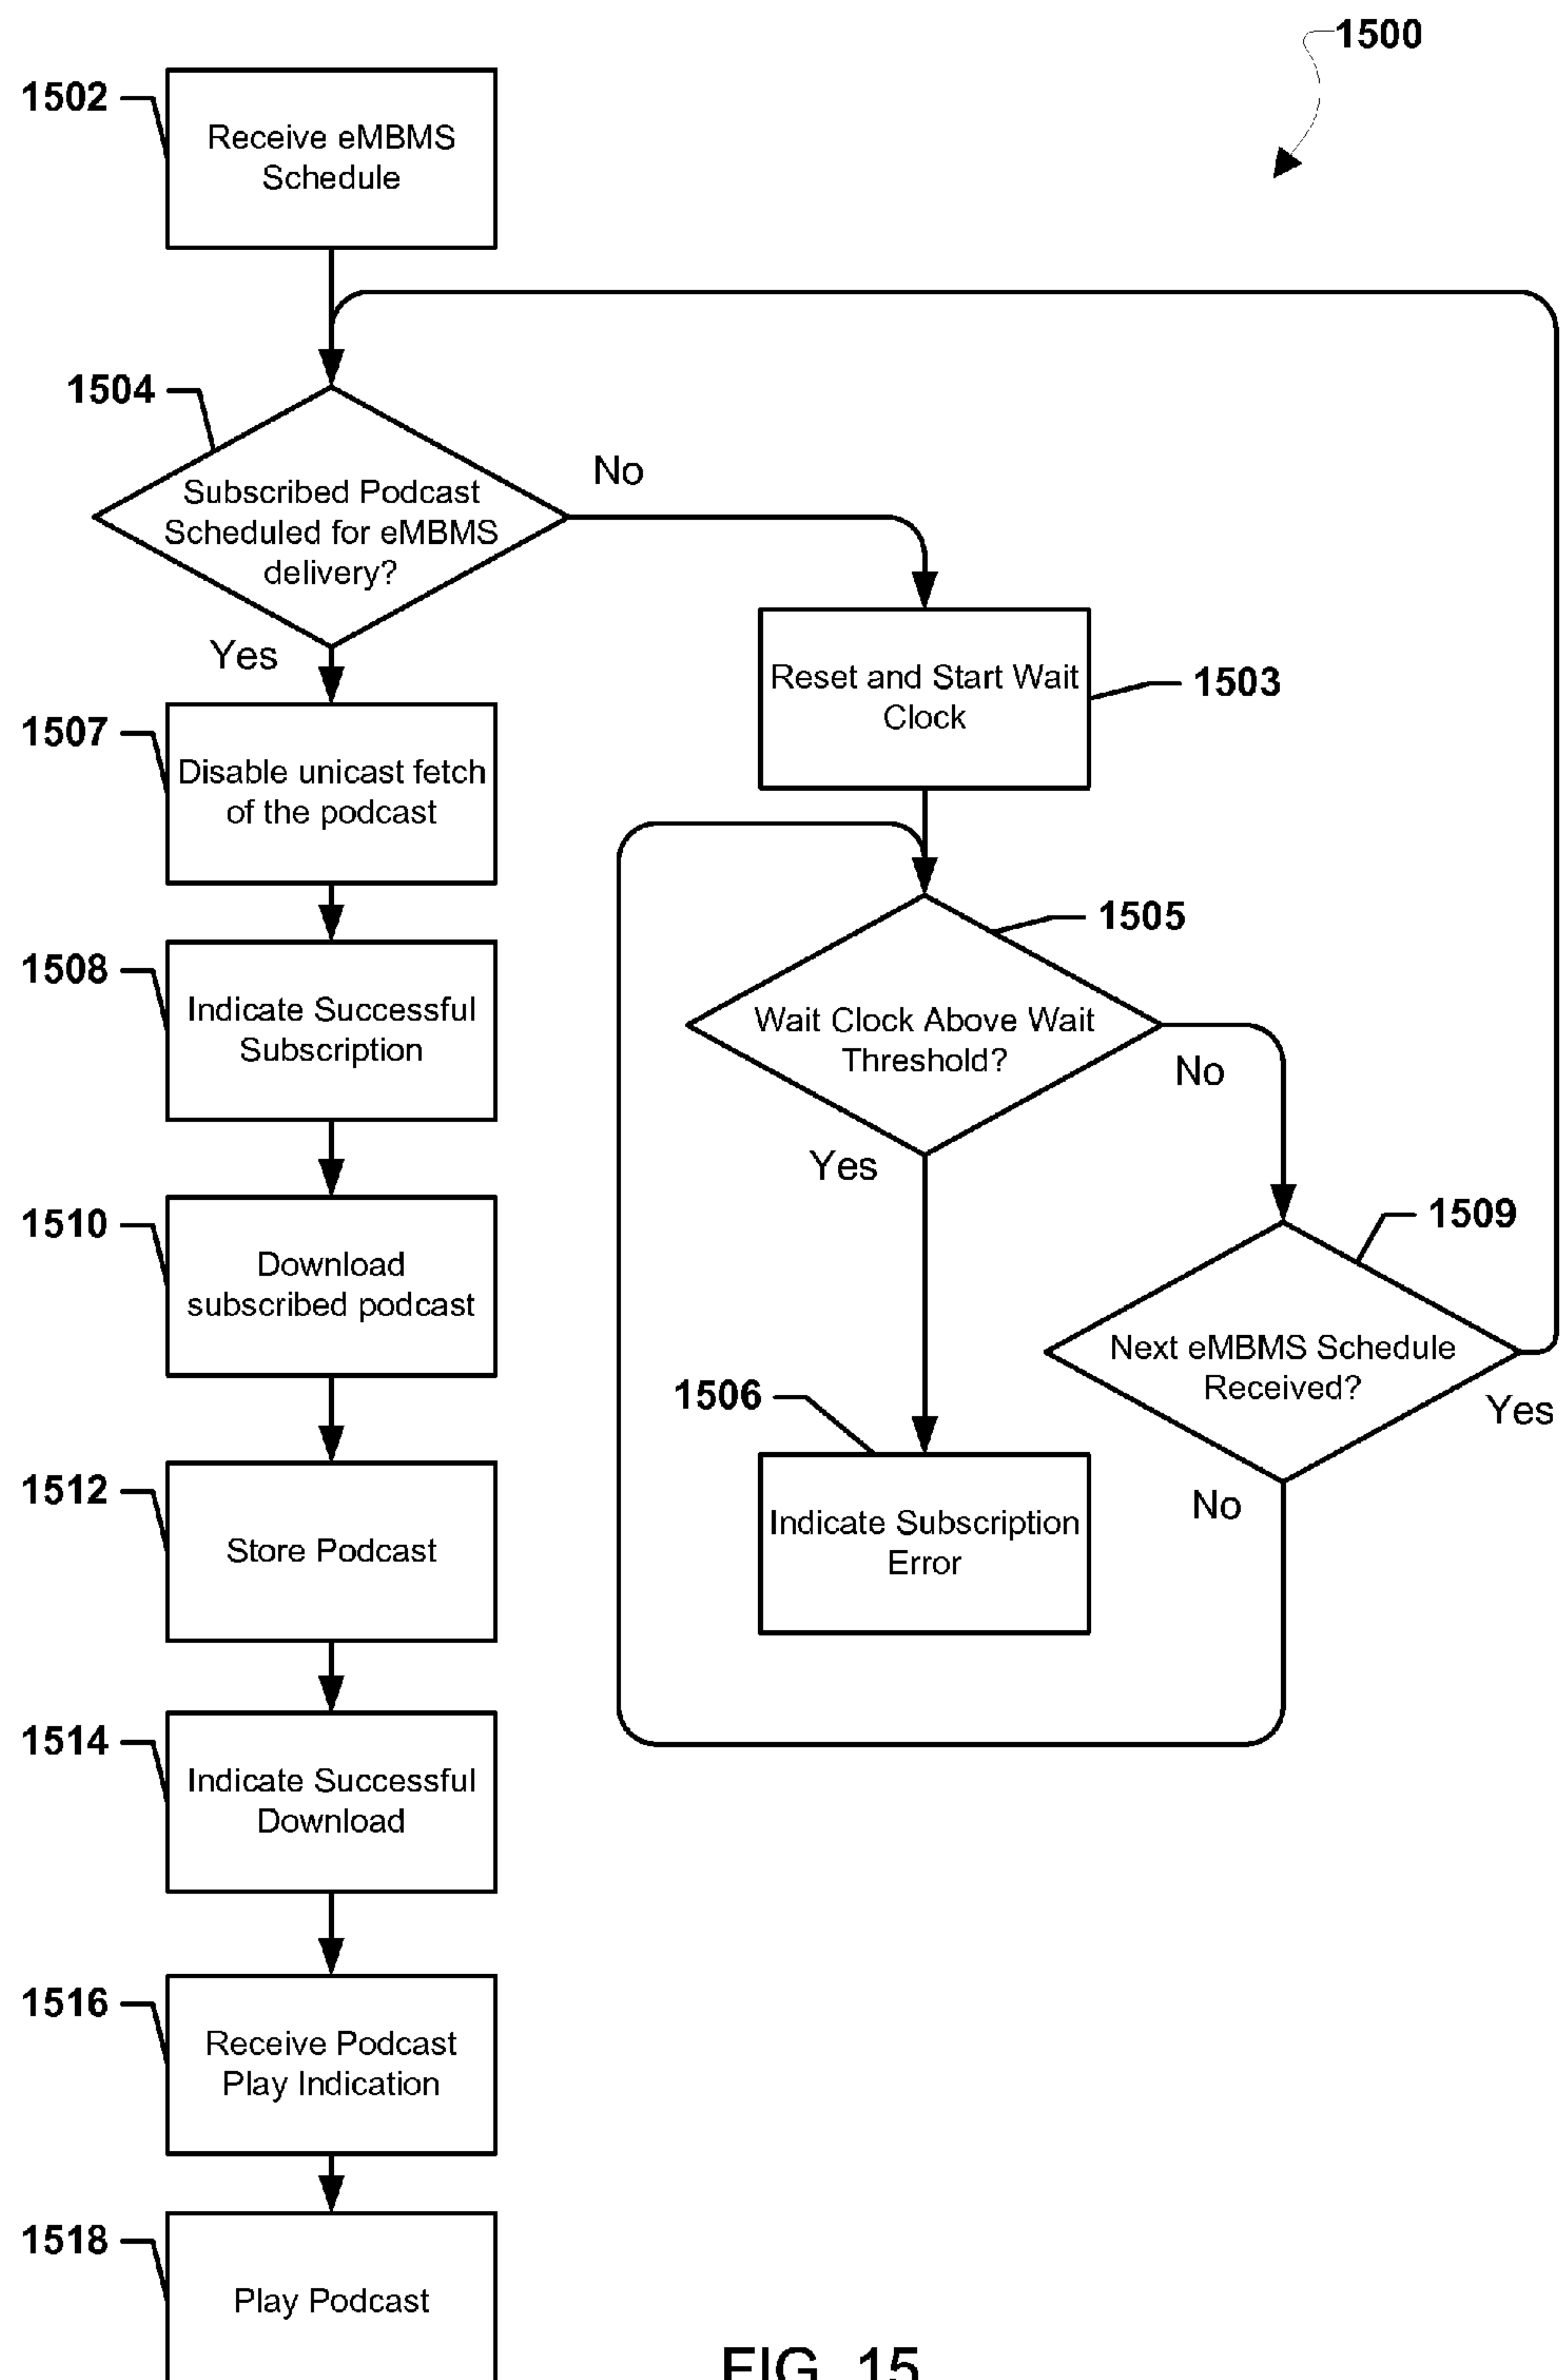 1500
1502
Receive eMBMS
Schedule
1504
No
Subscribed Podcast
Scheduled for eMBMS
delivery?
Yes
Reset and Start Wait
Clock
1503
1507
Disable unicast fetch
of the podcast
1505
1508
Indicate Successful
Subscription
Wait Clock Above Wait
Threshold?
No
Yes
1510
Download
subscribed podcast
1509
Next eMBMS Schedule
Received?
Yes
No
1506
Indicate Subscription
Error
1512
Store Podcast
1514
Indicate Successful
Download
1516
Receive Podcast
Play Indication
1518
Play Podcast
FIG. 15